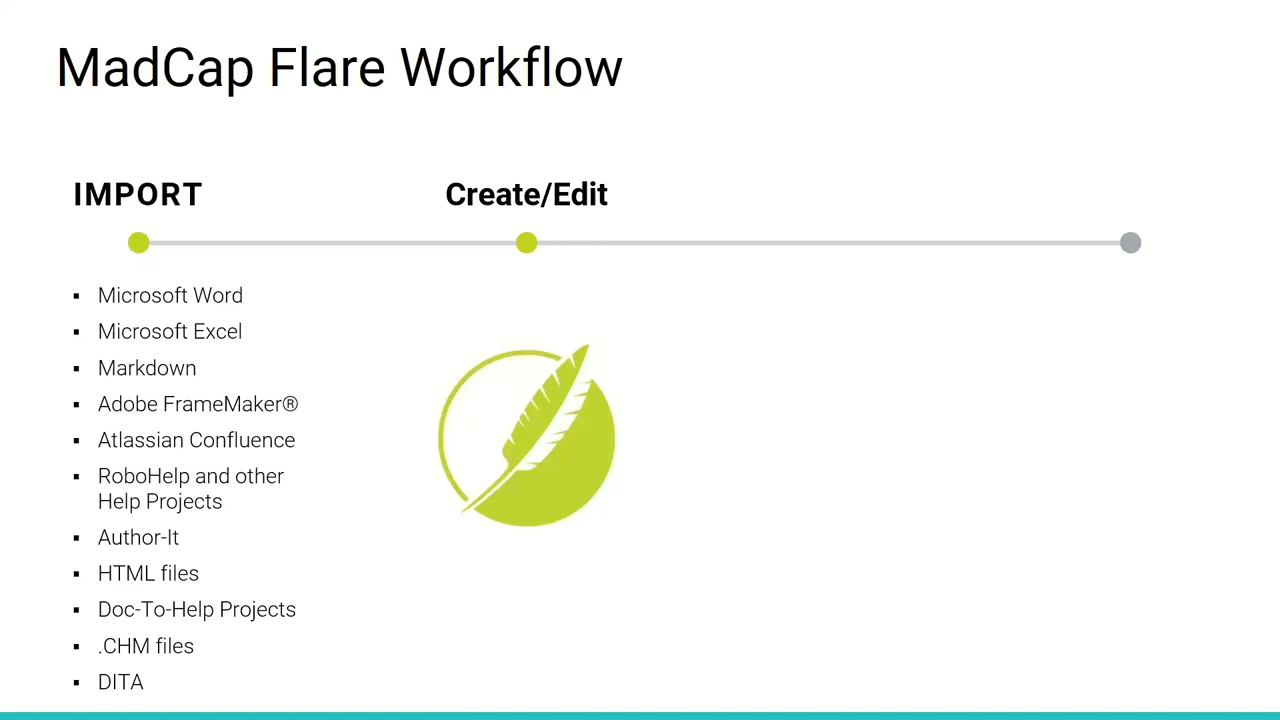 MadCap Flare Workflow
IMPORT
Create/Edit
Microsoft Word
Microsoft Excel
Markdown
Adobe FrameMaker®
Atlassian Confluence
RoboHelp and other
Help Projects
Author-It
HTML files
Doc-To-Help Projects
.CHM files
DITA